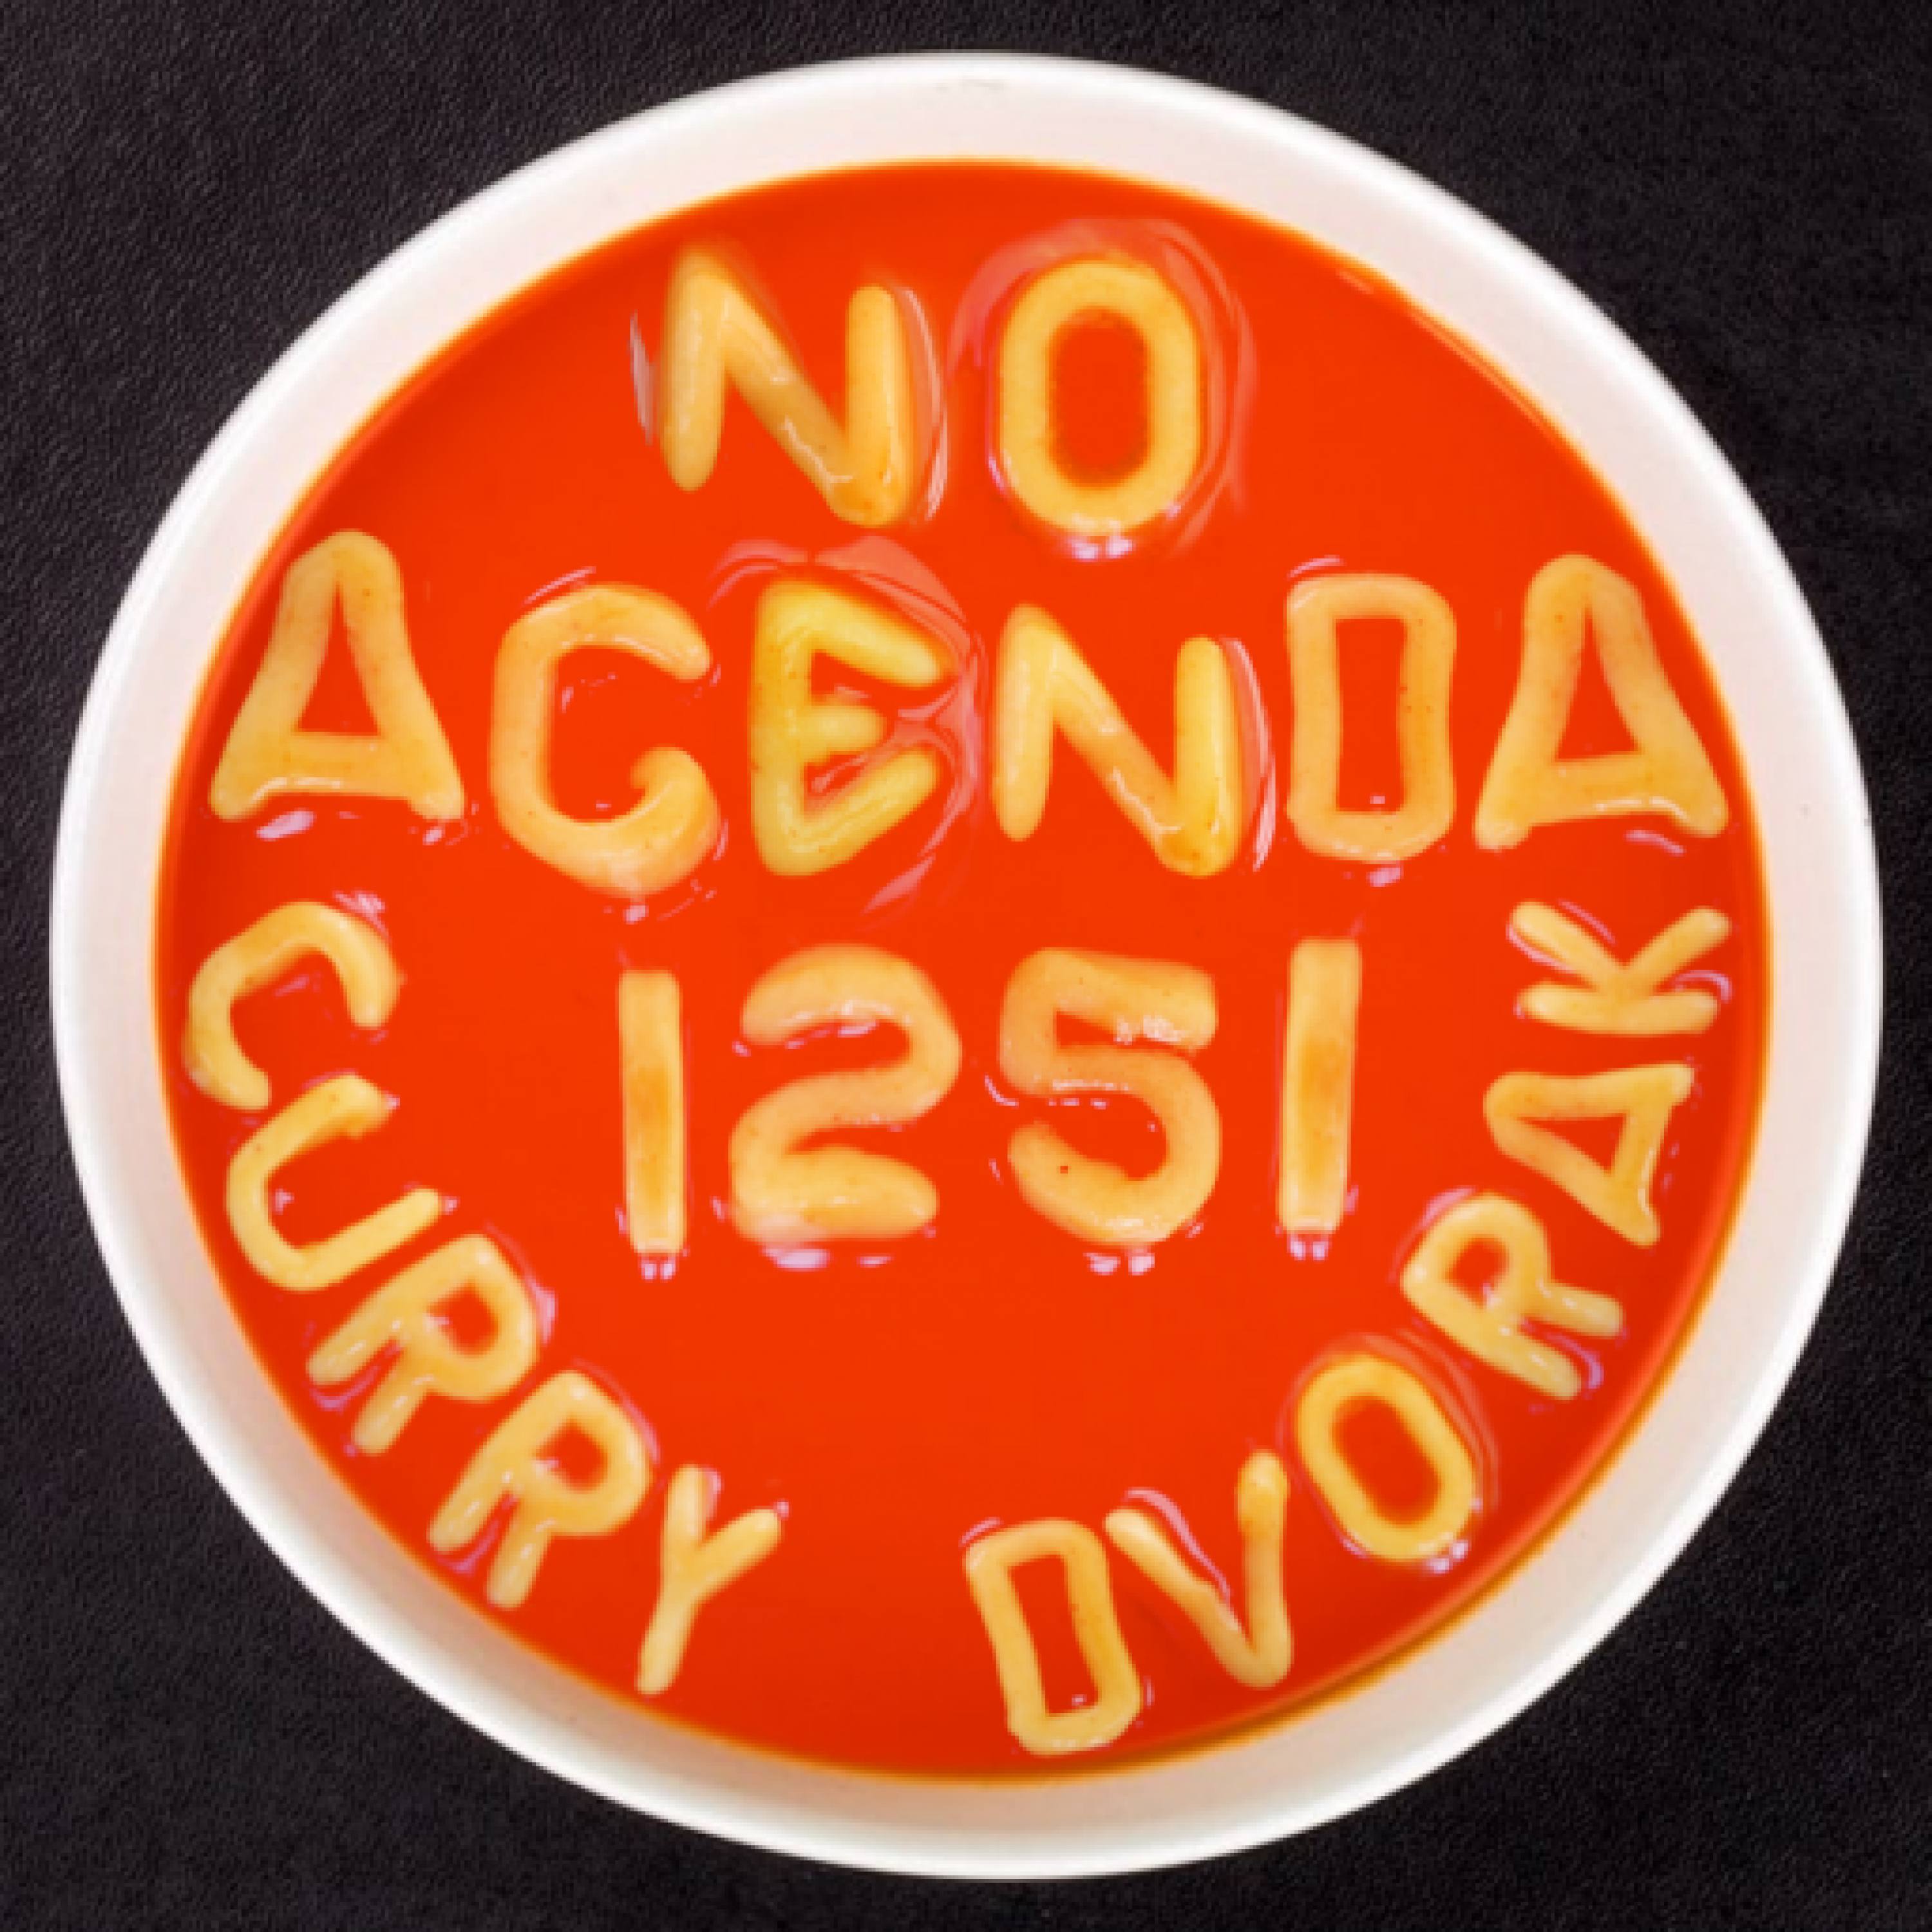 NO
AGENDA
1251
CURRY DVORAK